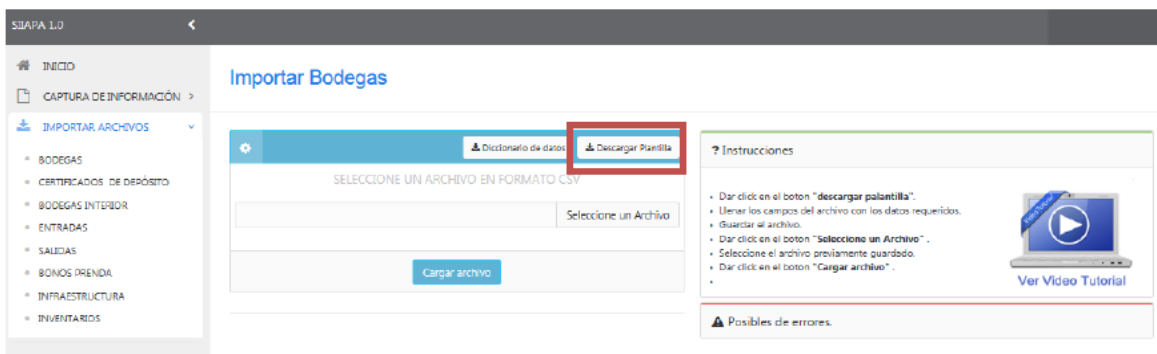 SIIAPA 1.0
INICIO
CAPTURA DE INFORMACIÓN >
IMPORTAR ARCHIVOS
BODEGAS
CERTIFICADOS DE DEPÓSITO
BODEGAS INTERIOR
ENTRADAS
SALIDAS
BONOS PRENDA
INFRAESTRUCTURA
INVENTARIOS
Importar Bodegas
Diccionario de datos
Descargar Plantilla
SELECCIONE UN ARCHIVO EN FORMATO CSV
Seleccione un Archivo
Cargar archivo
? Instrucciones
Dar click en el boton "descargar palantilla".
Llenar los campos del archivo con los datos requeridos.
Guardar el archivo.
Dar click en el boton "Seleccione un Archivo" .
Seleccione el archivo previamente guardado.
Dar click en el boton "Cargar archivo" .
VideoTutorial
Ver Video Tutorial
Posibles de errores.